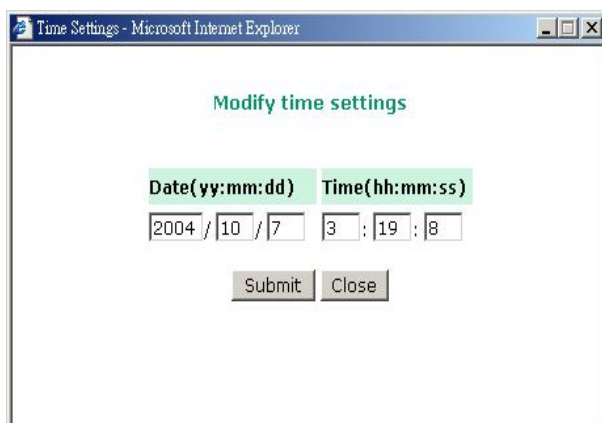 Time Settings - Microsoft Internet Explorer
Modify time settings
Date(yy:mm:dd) Time(hh:mm:ss)
2004 / 10 / 7 3 : 19 : 8
Submit Close